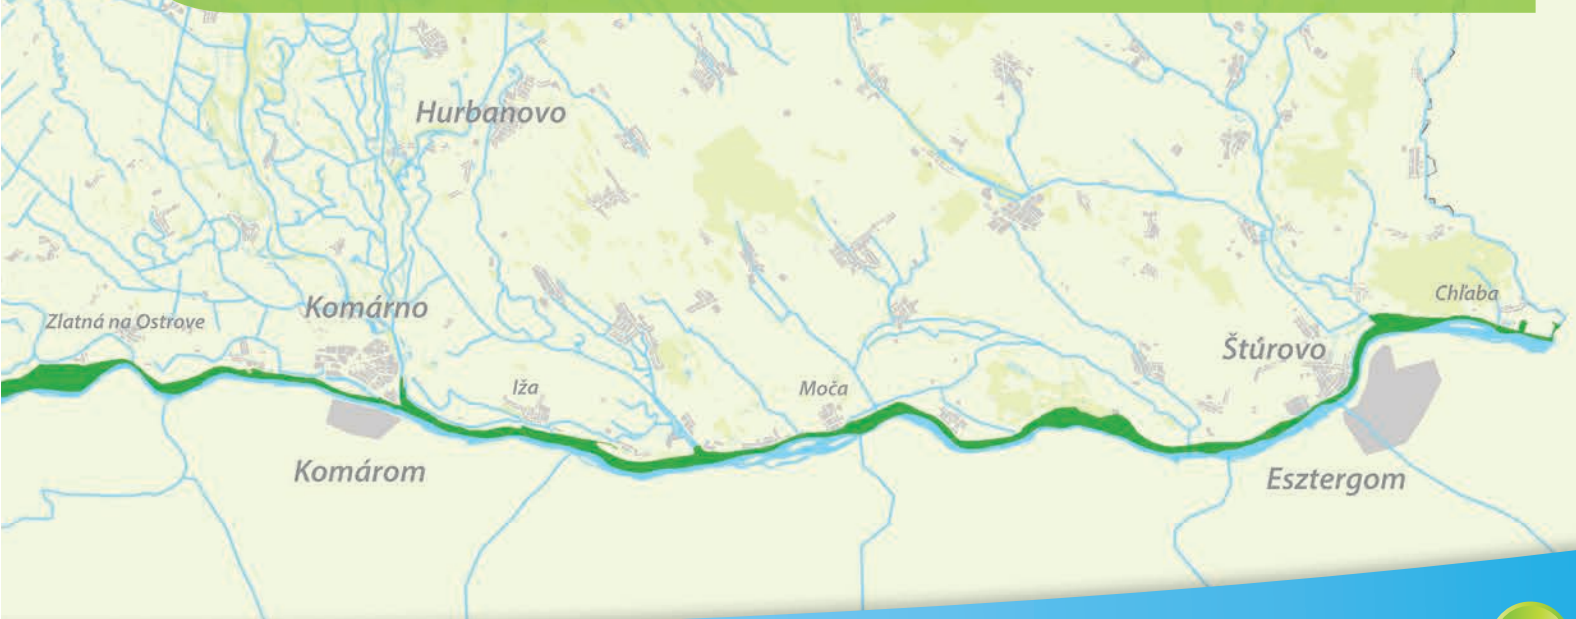 Hurbanovo
Chľaba
Komárno
Zlatná na Ostrove
Štúrovo
Iža
Moča
Komárom
Esztergom